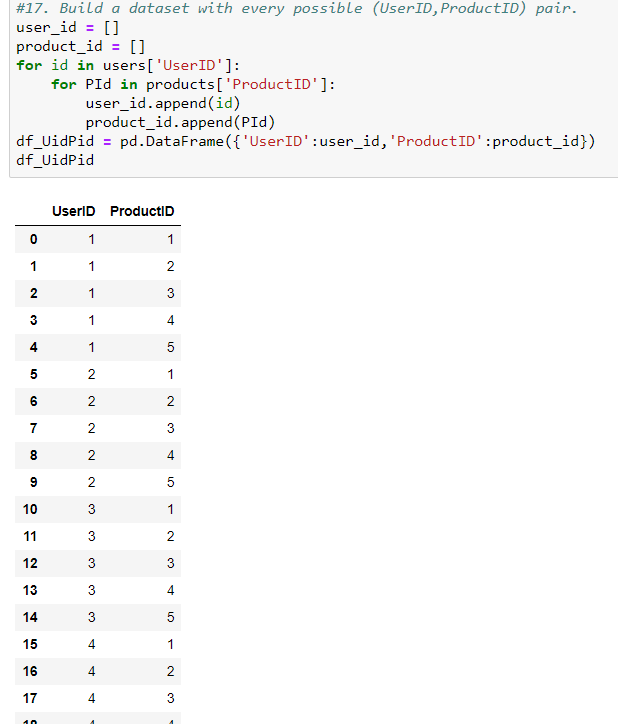 #17. Build a dataset with every possible (UserID,ProductID) pair.
user_id = []
product_id = []
for id in users['UserID']:
    for PId in products['ProductID']:
        user_id.append(id)
        product_id.append(PId)
df_UidPid = pd.DataFrame({'UserID':user_id,'ProductID':product_id})
df_UidPid
UserID ProductID
0 1 1
1 1 2
2 1 3
3 1 4
4 1 5
5 2 1
6 2 2
7 2 3
8 2 4
9 2 5
10 3 1
11 3 2
12 3 3
13 3 4
14 3 5
15 4 1
16 4 2
17 4 3
18 4 4